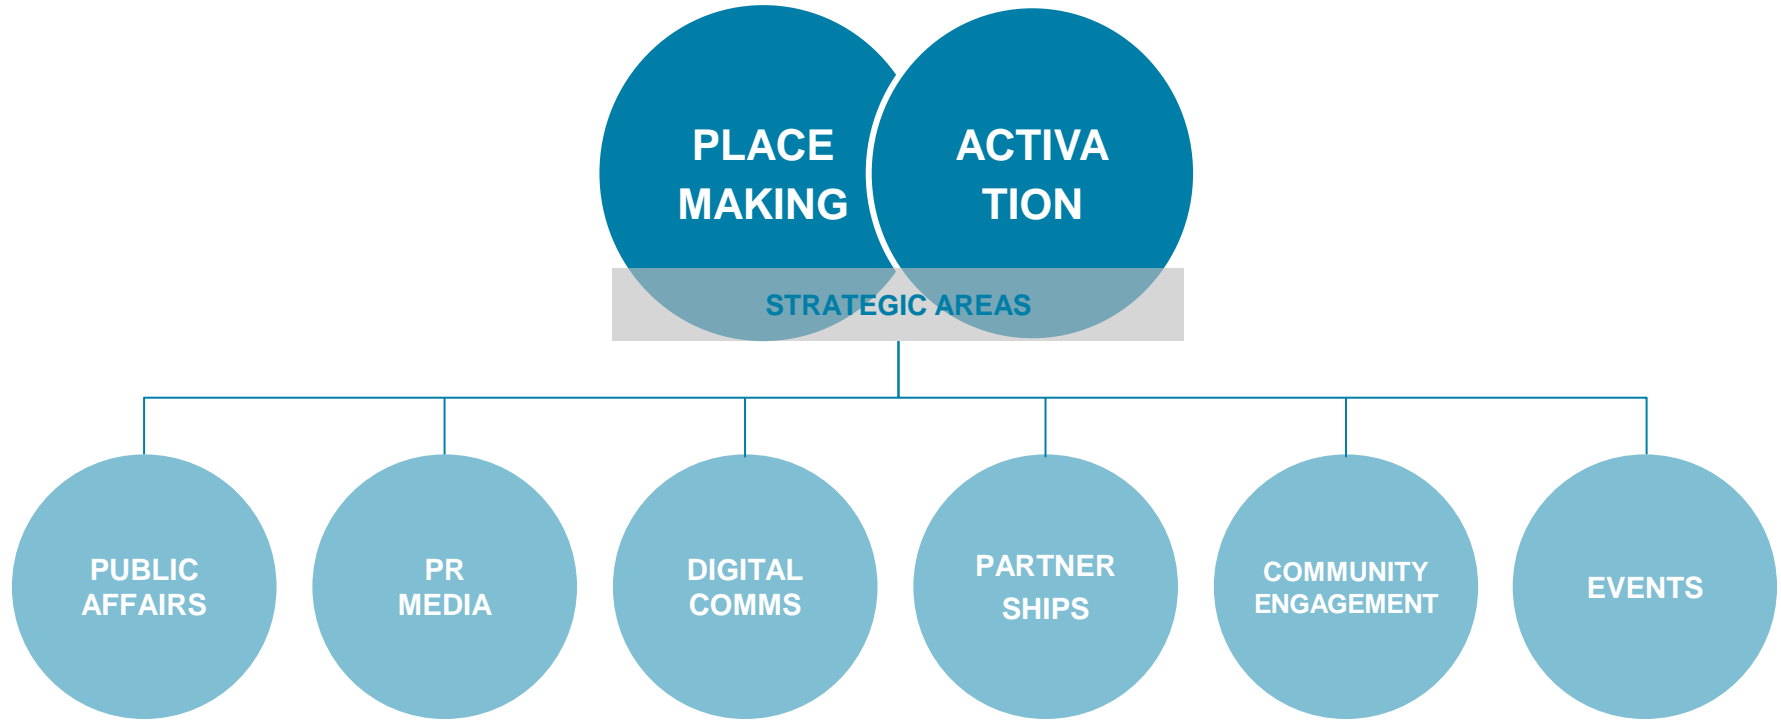 PLACE
MAKING
ACTIVA
TION
STRATEGIC AREAS
PUBLIC
AFFAIRS
PR
MEDIA
DIGITAL
COMMS
PARTNER
SHIPS
COMMUNITY
ENGAGEMENT
EVENTS